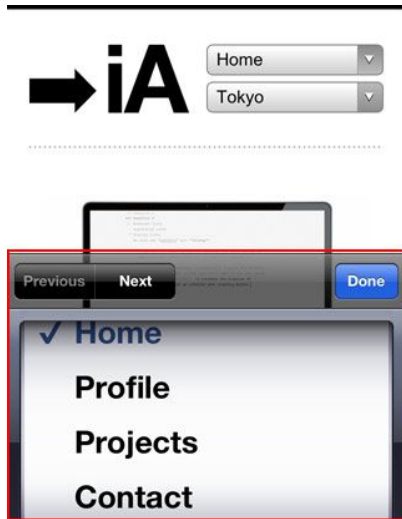 iA
Home
Tokyo
Previous Next Done
✓ Home
Profile
Projects
Contact